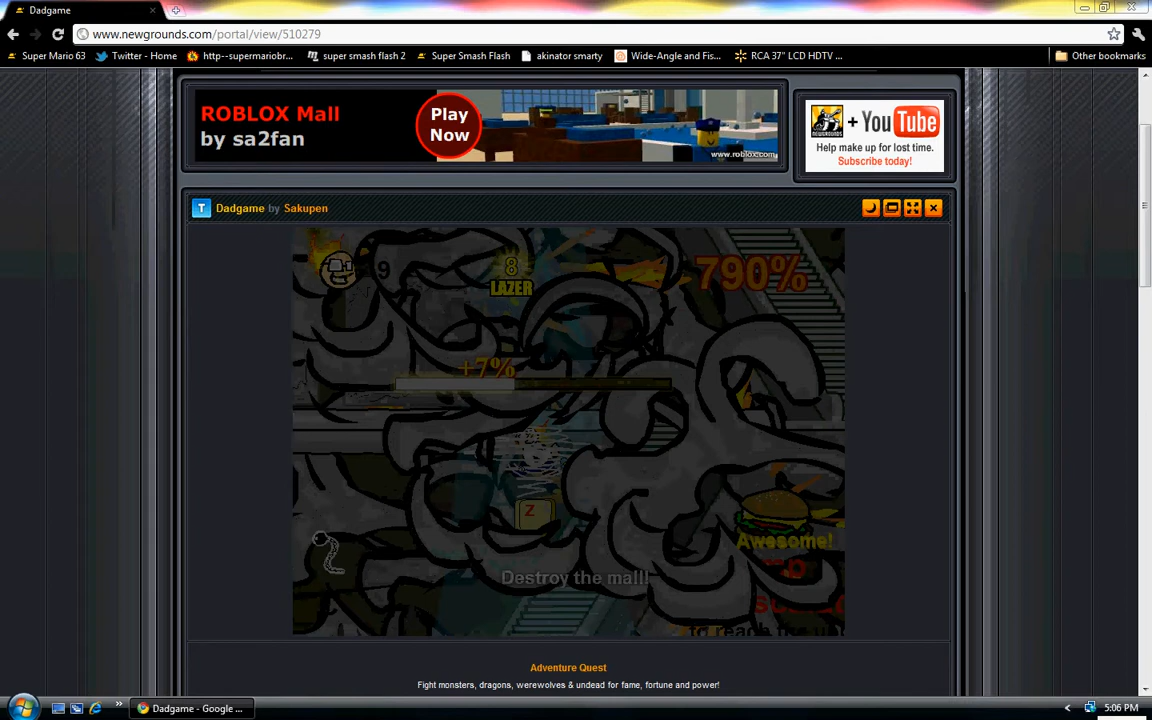 Dadgame
www.newgrounds.com/portal/view/510279
Super Mario 63
Twitter - Home
http--supermariobr...
super smash flash 2
Super Smash Flash
akinator smarty
Wide-Angle and Fis...
RCA 37" LCD HDTV ...
Other bookmarks
ROBLOX Mall
by sa2fan
Play
Now
www.roblox.com
NEWGROUNDS
+ YouTube
Help make up for lost time.
Subscribe today!
T
Dadgame by Sakupen
9
8
LAZER
790%
+7%
Z
Awesome!
Destroy the mall!
Adventure Quest
Fight monsters, dragons, werewolves & undead for fame, fortune and power!
Dadgame - Google ...
5:06 PM